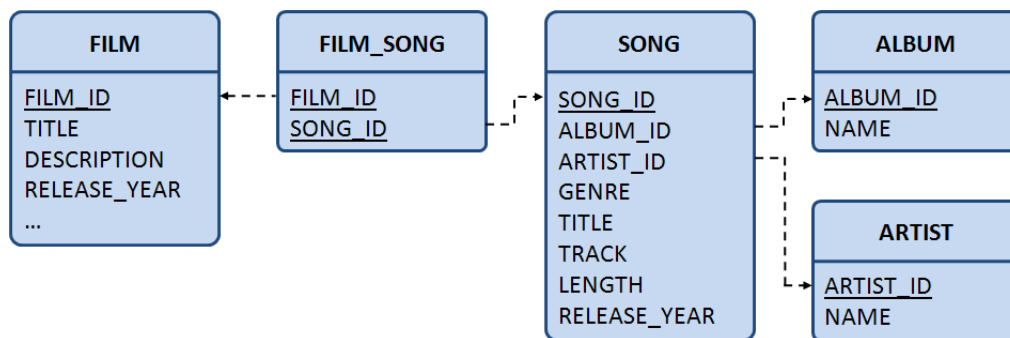 FILM
FILM_ID
TITLE
DESCRIPTION
RELEASE_YEAR
...
FILM_SONG
FILM_ID
SONG_ID
SONG
SONG_ID
ALBUM_ID
ARTIST_ID
GENRE
TITLE
TRACK
LENGTH
RELEASE_YEAR
ALBUM
ALBUM_ID
NAME
ARTIST
ARTIST_ID
NAME